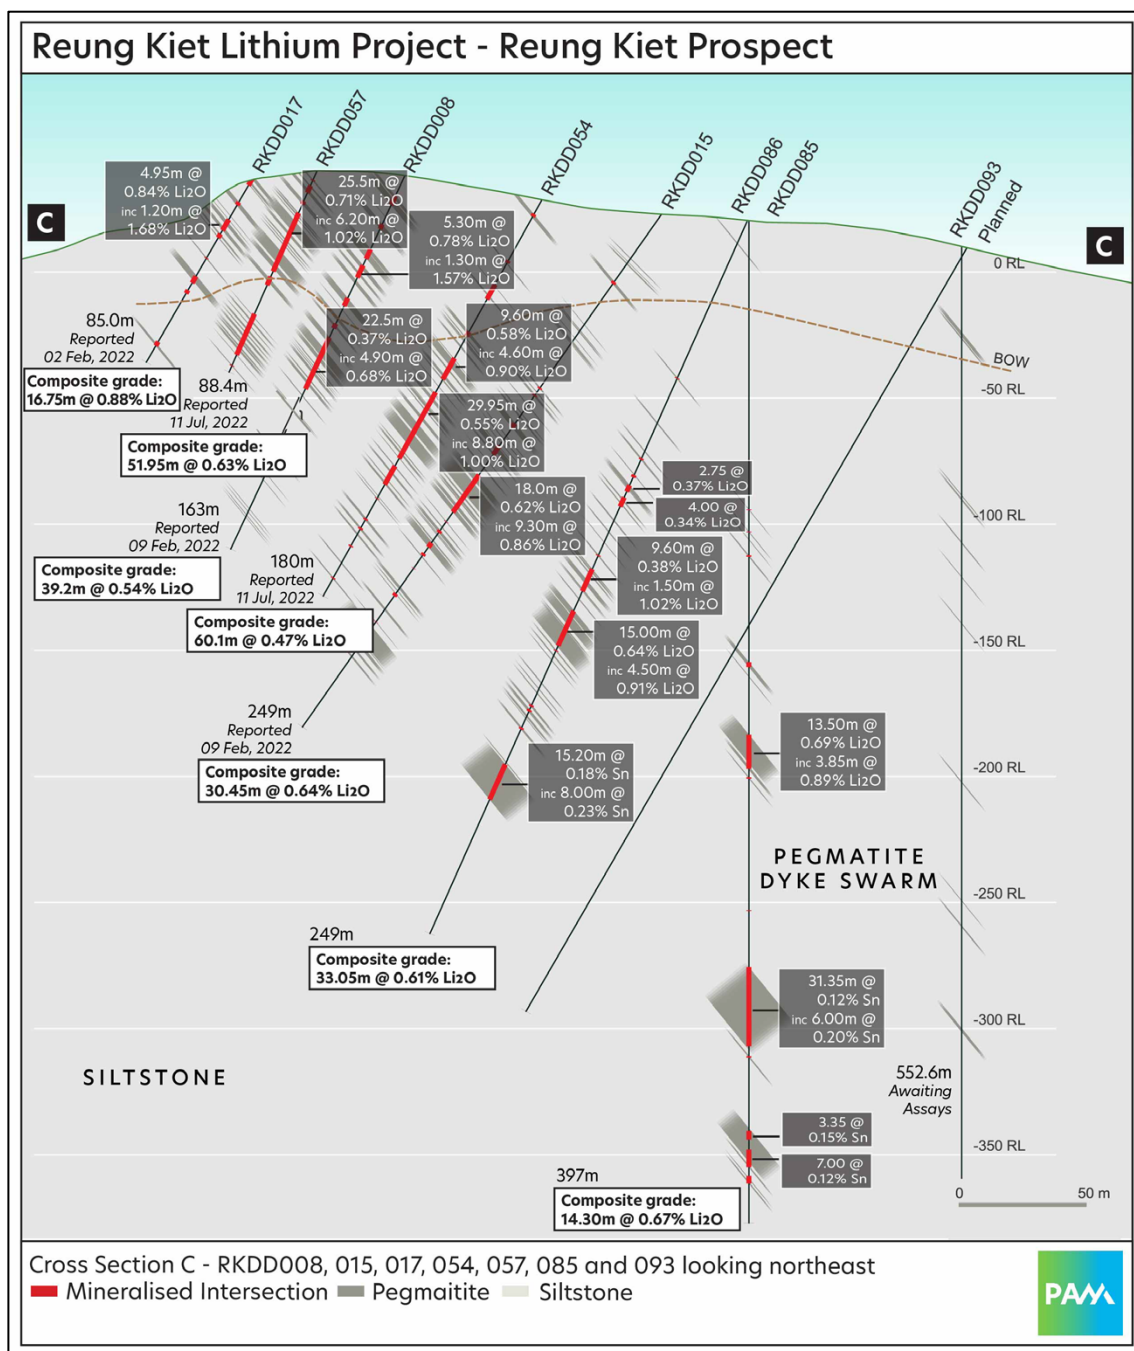 Reung Kiet Lithium Project - Reung Kiet Prospect
RKDD017
RKDD057
RKDD008
RKDD054
RKDD015
RKDD086
RKDD085
RKDD093
Planned
C
C
4.95m @
0.84% Li2O
inc 1.20m @
1.68% Li2O
25.5m @
0.71% Li2O
inc 6.20m @
1.02% Li2O
5.30m @
0.78% Li2O
inc 1.30m @
1.57% Li2O
22.5m @
0.37% Li2O
inc 4.90m @
0.68% Li2O
9.60m @
0.58% Li2O
inc 4.60m @
0.90% Li2O
29.95m @
0.55% Li2O
inc 8.80m @
1.00% Li2O
18.0m @
0.62% Li2O
inc 9.30m @
0.86% Li2O
2.75 @
0.37% Li2O
4.00 @
0.34% Li2O
9.60m @
0.38% Li2O
inc 1.50m @
1.02% Li2O
15.00m @
0.64% Li2O
inc 4.50m @
0.91% Li2O
15.20m @
0.18% Sn
inc 8.00m @
0.23% Sn
13.50m @
0.69% Li2O
inc 3.85m @
0.89% Li2O
31.35m @
0.12% Sn
inc 6.00m @
0.20% Sn
3.35 @
0.15% Sn
7.00 @
0.12% Sn
0 RL
BOW
-50 RL
-100 RL
-150 RL
-200 RL
-250 RL
-300 RL
-350 RL
85.0m
Reported
02 Feb, 2022
Composite grade:
16.75m @ 0.88% Li2O
88.4m
Reported
11 Jul, 2022
Composite grade:
51.95m @ 0.63% Li2O
163m
Reported
09 Feb, 2022
Composite grade:
39.2m @ 0.54% Li2O
180m
Reported
11 Jul, 2022
Composite grade:
60.1m @ 0.47% Li2O
249m
Reported
09 Feb, 2022
Composite grade:
30.45m @ 0.64% Li2O
249m
Composite grade:
33.05m @ 0.61% Li2O
397m
Composite grade:
14.30m @ 0.67% Li2O
552.6m
Awaiting
Assays
PEGMATITE
DYKE SWARM
SILTSTONE
0 50 m
Cross Section C - RKDD008, 015, 017, 054, 057, 085 and 093 looking northeast
Mineralised Intersection Pegmaitite Siltstone
PAM